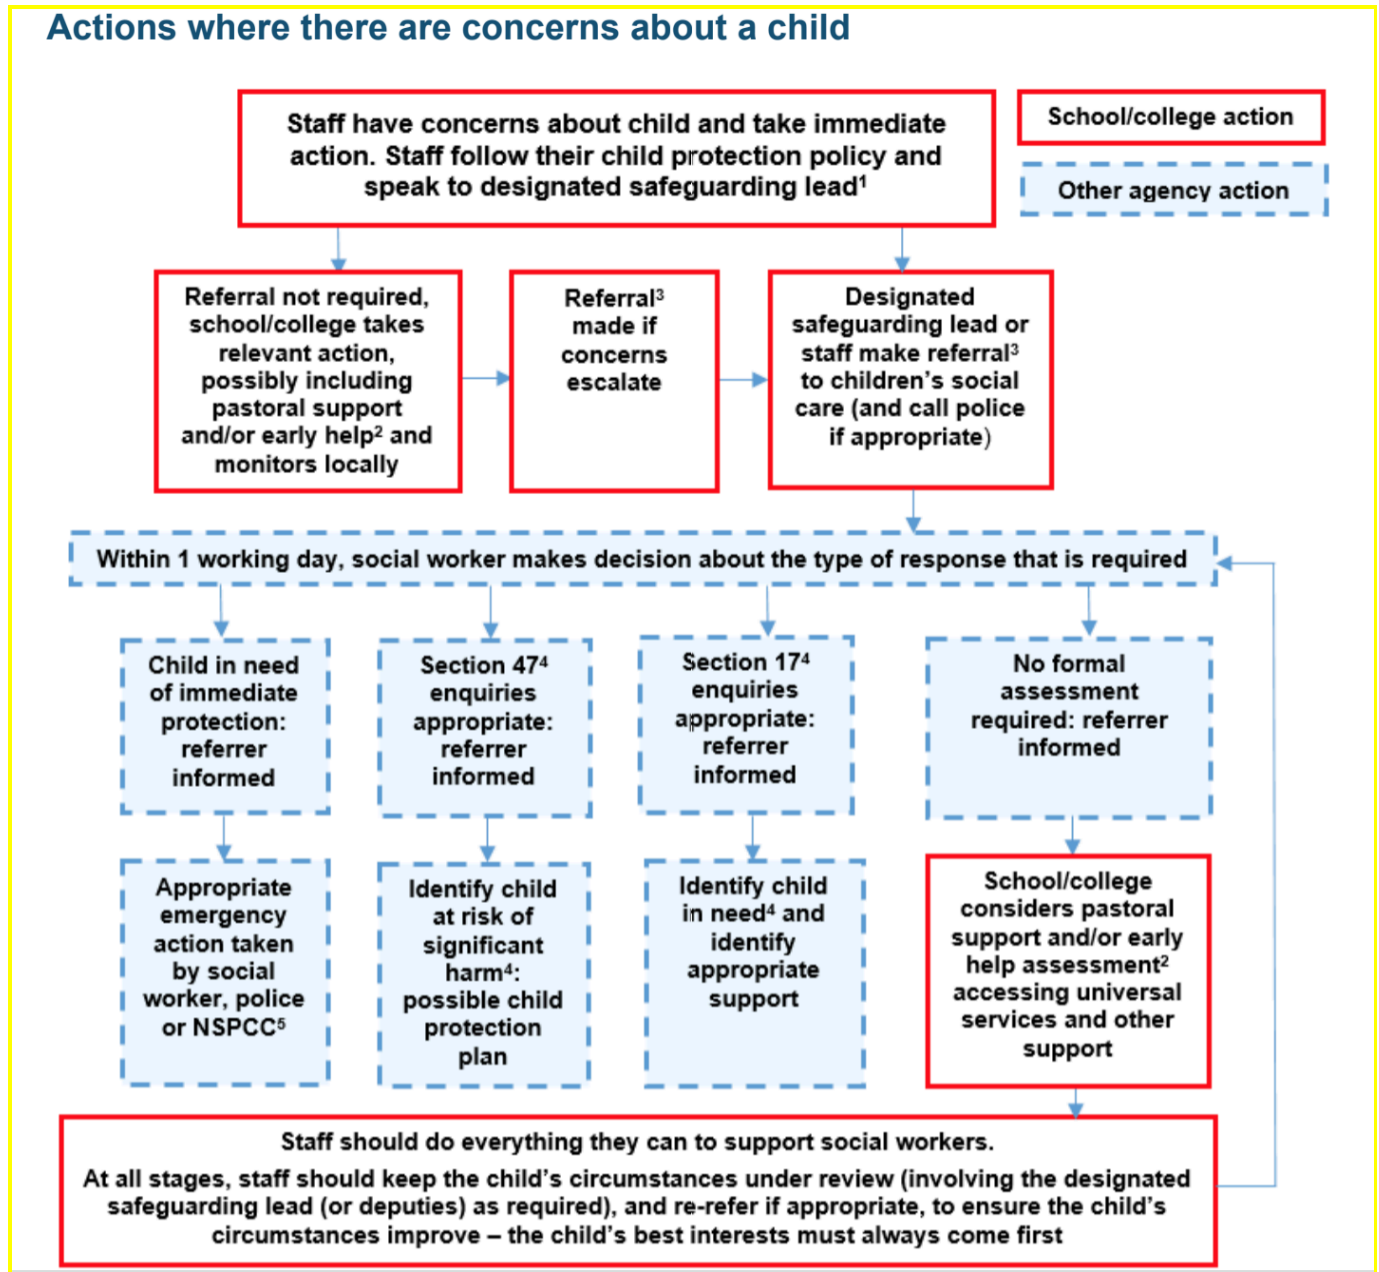 Actions where there are concerns about a child
Staff have concerns about child and take immediate
action. Staff follow their child protection policy and
speak to designated safeguarding lead¹
School/college action
Other agency action
Referral not required,
school/college takes
relevant action,
possibly including
pastoral support
and/or early help² and
monitors locally
Referral³
made if
concerns
escalate
Designated
safeguarding lead or
staff make referral³
to children’s social
care (and call police
if appropriate)
Within 1 working day, social worker makes decision about the type of response that is required
Child in need
of immediate
protection:
referrer
informed
Section 47⁴
enquiries
appropriate:
referrer
informed
Section 17⁴
enquiries
appropriate:
referrer
informed
No formal
assessment
required: referrer
informed
Appropriate
emergency
action taken
by social
worker, police
or NSPCC⁵
Identify child
at risk of
significant
harm⁴:
possible child
protection
plan
Identify child
in need⁴ and
identify
appropriate
support
School/college
considers pastoral
support and/or early
help assessment²
accessing universal
services and other
support
Staff should do everything they can to support social workers.
At all stages, staff should keep the child’s circumstances under review (involving the designated
safeguarding lead (or deputies) as required), and re-refer if appropriate, to ensure the child’s
circumstances improve – the child’s best interests must always come first